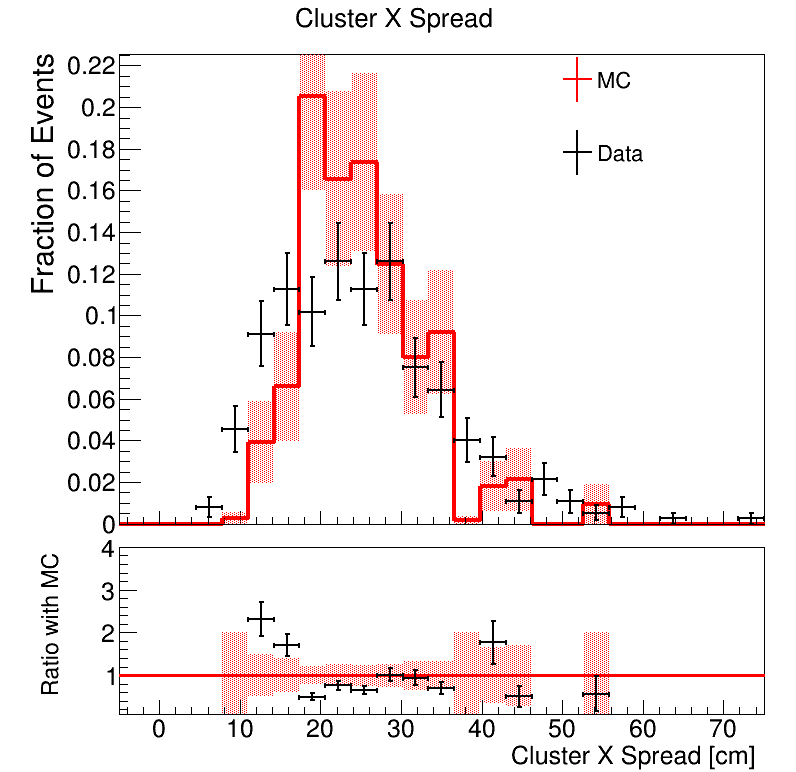 Cluster X Spread
Fraction of Events
0.22
0.2
0.18
0.16
0.14
0.12
0.1
0.08
0.06
0.04
0.02
0
MC
Data
Ratio with MC
4
3
2
1
0 10 20 30 40 50 60 70
Cluster X Spread [cm]